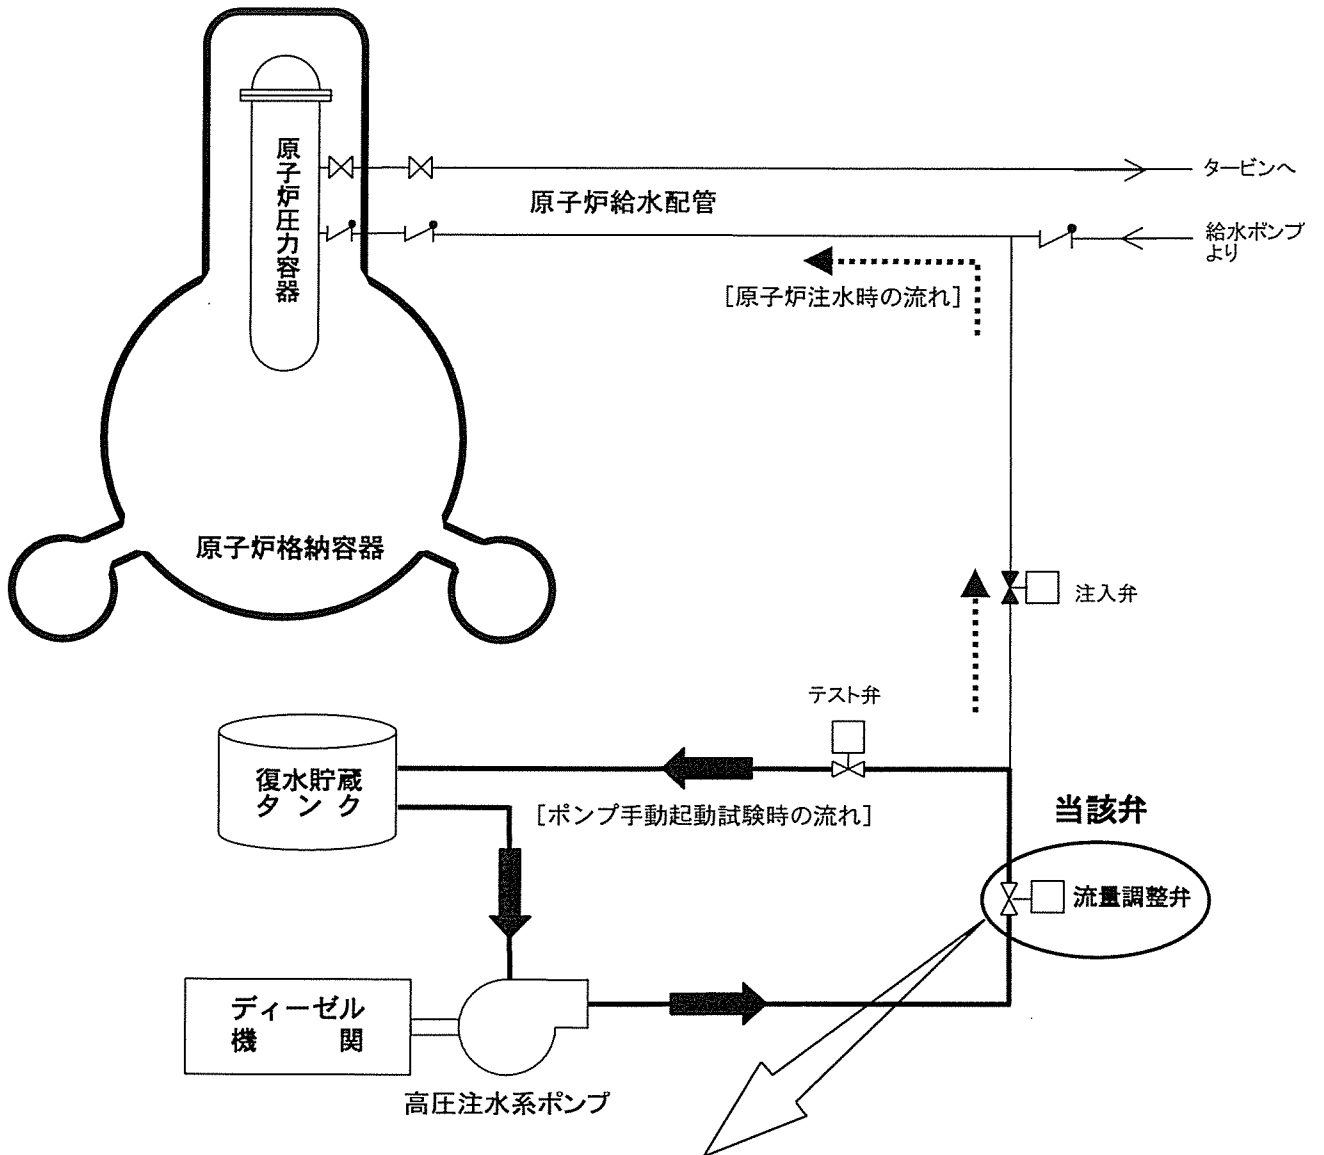 原子炉圧力容器
タービンへ
原子炉給水配管
給水ポンプ
より
[原子炉注水時の流れ]
原子炉格納容器
注入弁
テスト弁
復水貯蔵
タンク
[ポンプ手動起動試験時の流れ]
当該弁
流量調整弁
ディーゼル
機関
高圧注水系ポンプ